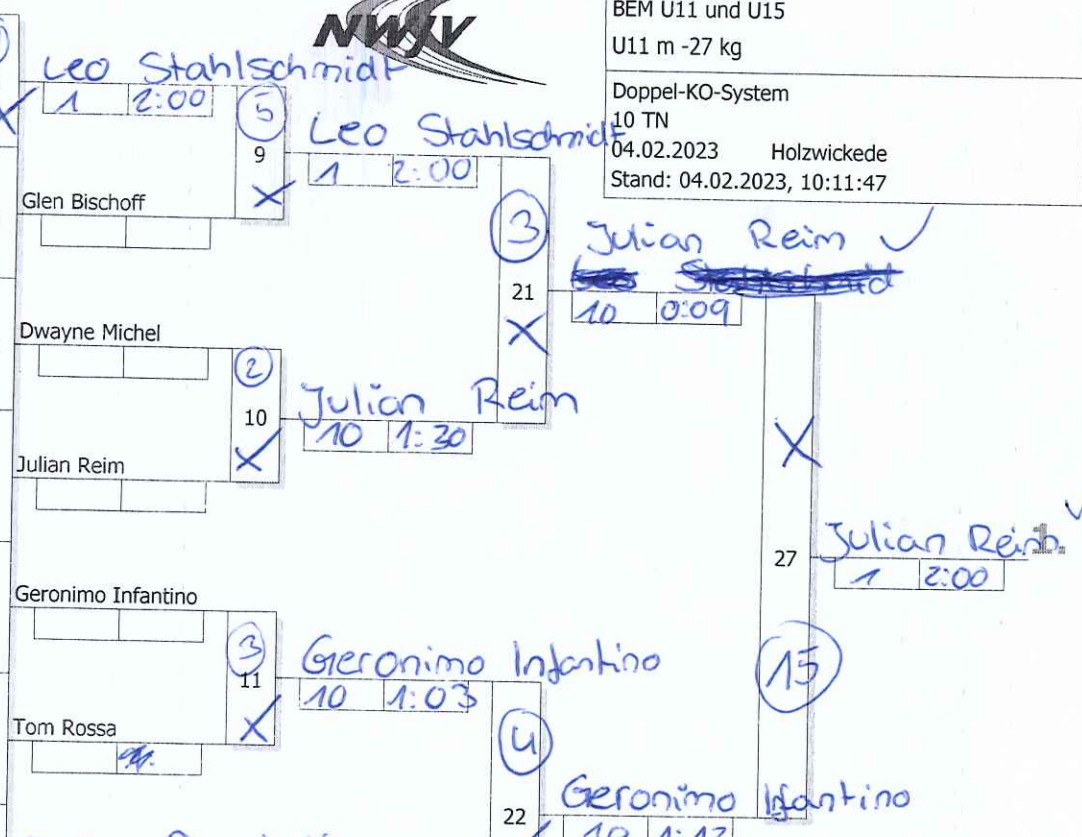 NWJV
BEM U11 und U15
U11 m -27 kg
Doppel-KO-System
10 TN
04.02.2023 Holzwickede
Stand: 04.02.2023, 10:11:47
Leo Stahlschmidt
1 2:00
5
9
Glen Bischoff
Leo Stahlschmidt
1 2:00
3
21
Julian Reim
10 0:09
Dwayne Michel
2
10
Julian Reim
10 1:30
Julian Reim
27
Julian Reim 1.
1 2:00
15
Geronimo Infantino
3
11
Geronimo Infantino
10 1:03
Tom Rossa
4
22
Geronimo Infantino
10